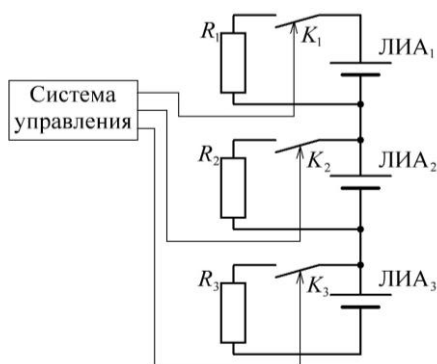 R₁
K₁
ЛИА₁
Система
управления
R₂
K₂
ЛИА₂
R₃
K₃
ЛИА₃